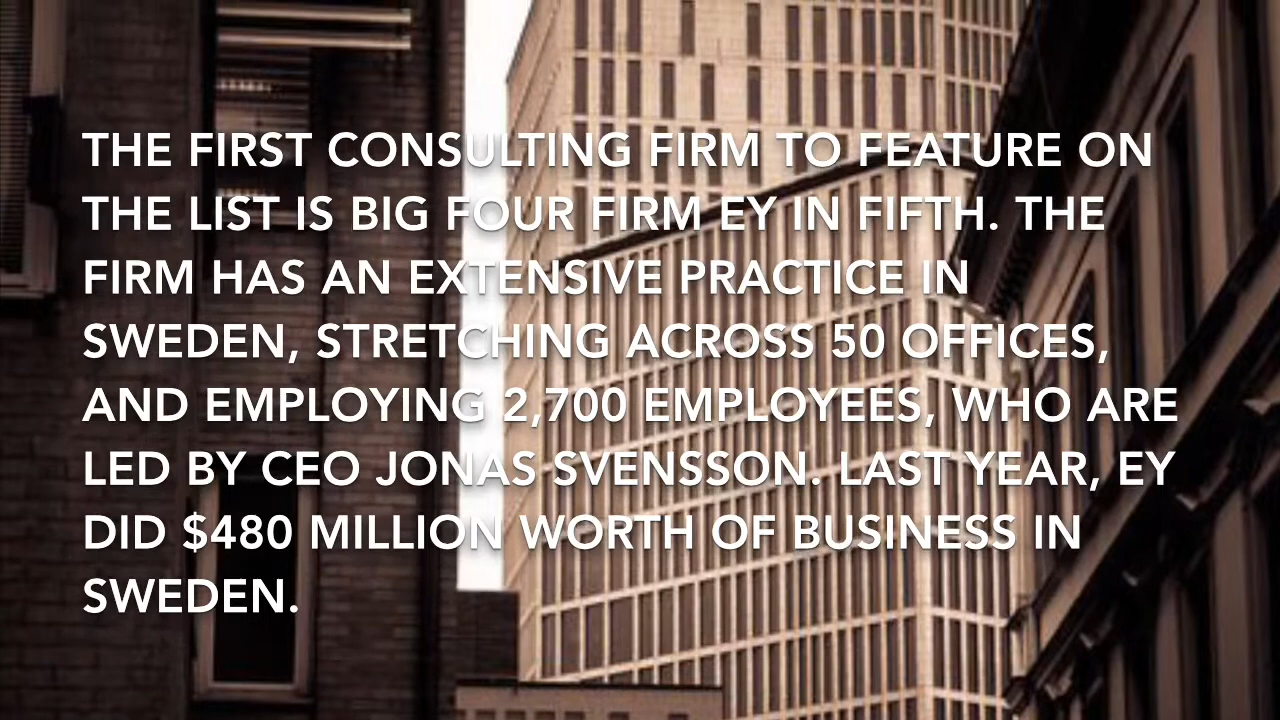 THE FIRST CONSULTING FIRM TO FEATURE ON
THE LIST IS BIG FOUR FIRM EY IN FIFTH. THE
FIRM HAS AN EXTENSIVE PRACTICE IN
SWEDEN, STRETCHING ACROSS 50 OFFICES,
AND EMPLOYING 2,700 EMPLOYEES, WHO ARE
LED BY CEO JONAS SVENSSON. LAST YEAR, EY
DID $480 MILLION WORTH OF BUSINESS IN
SWEDEN.